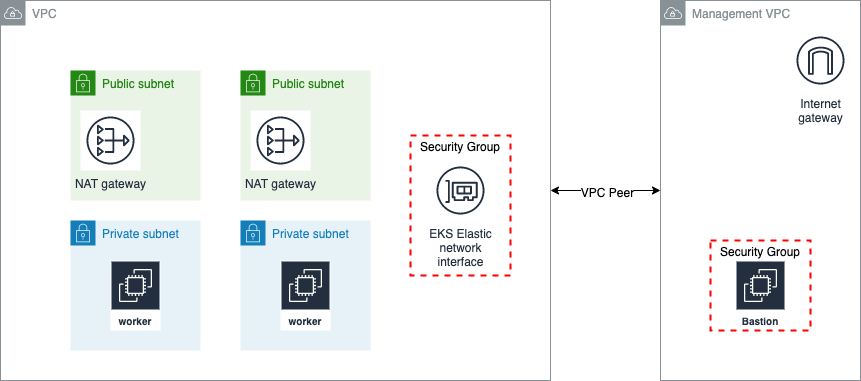 VPC
Management VPC
Public subnet
Public subnet
NAT gateway
NAT gateway
Private subnet
Private subnet
worker
worker
Security Group
EKS Elastic
network
interface
VPC Peer
Internet
gateway
Security Group
Bastion